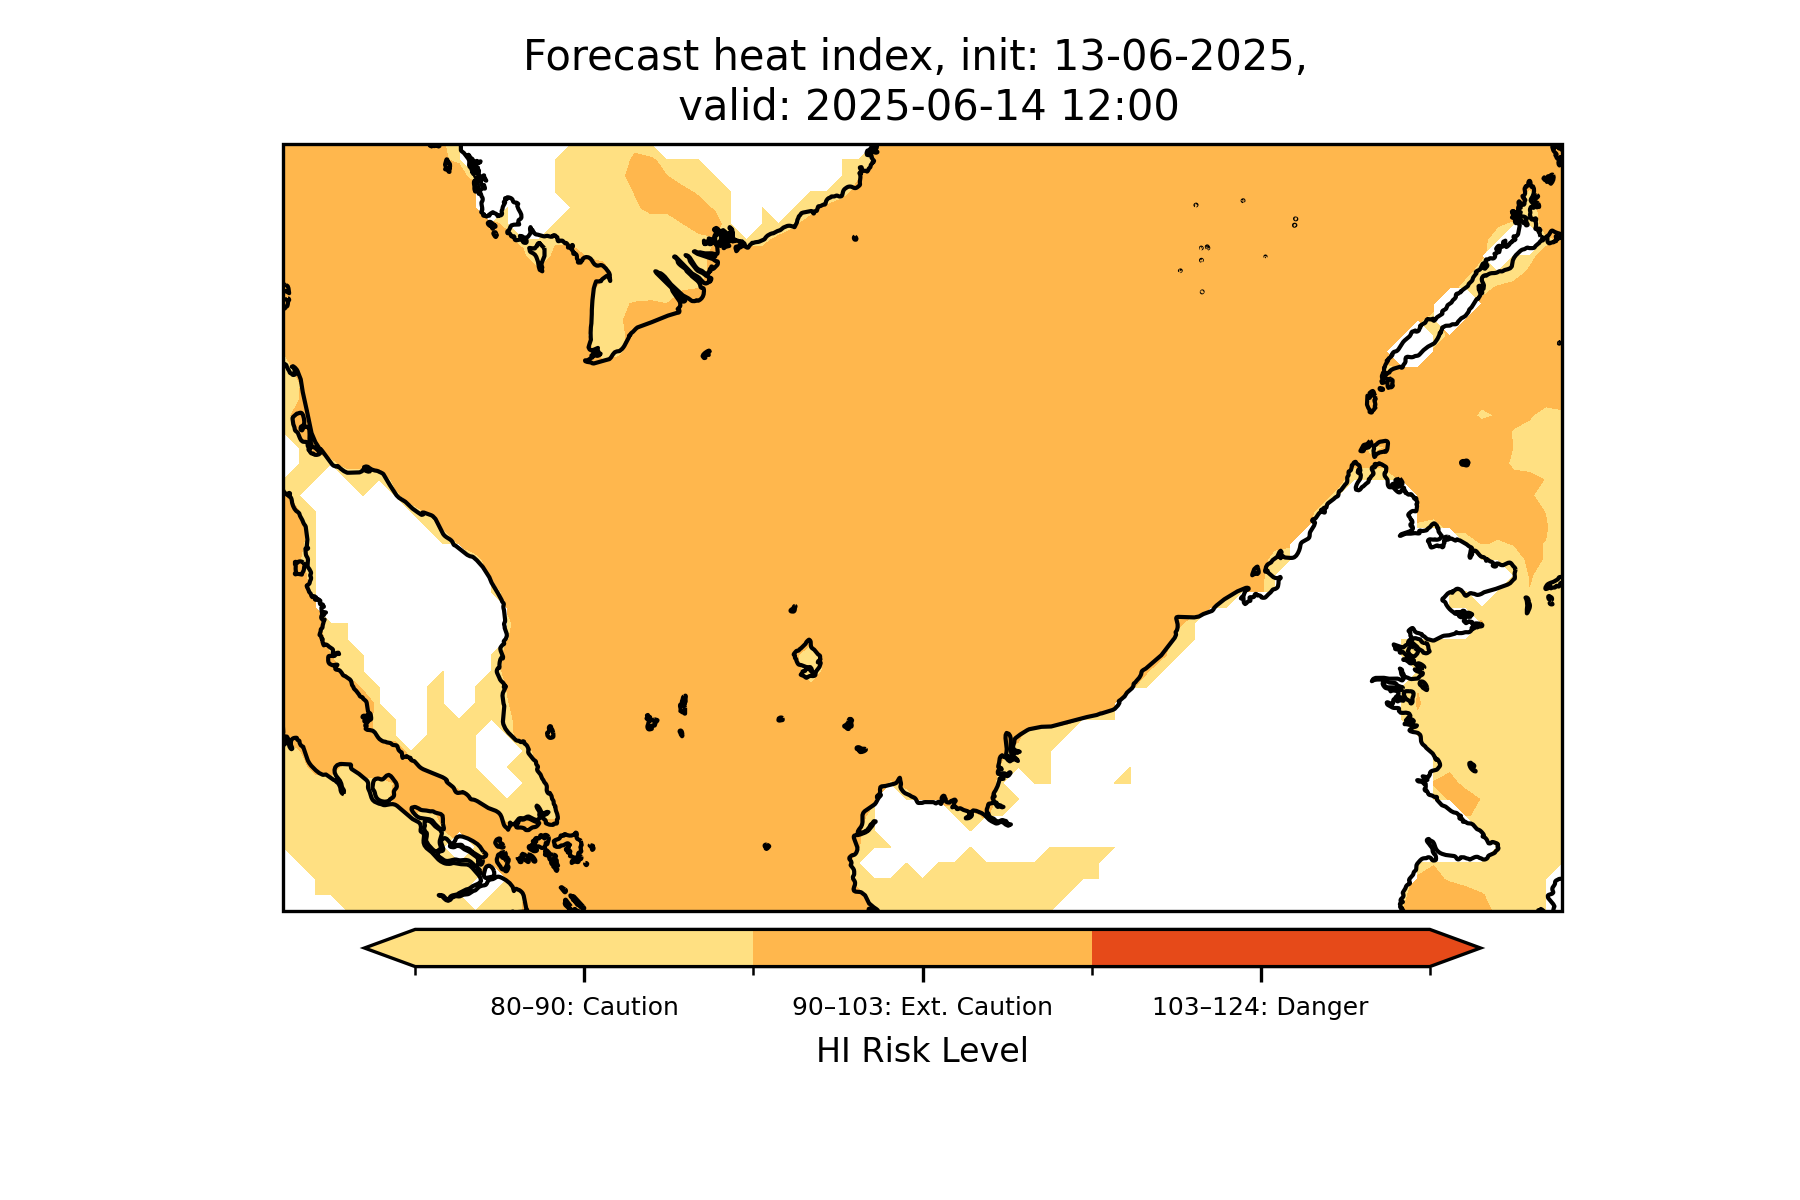 Forecast heat index, init: 13-06-2025,
valid: 2025-06-14 12:00
80–90: Caution
90–103: Ext. Caution
103–124: Danger
HI Risk Level